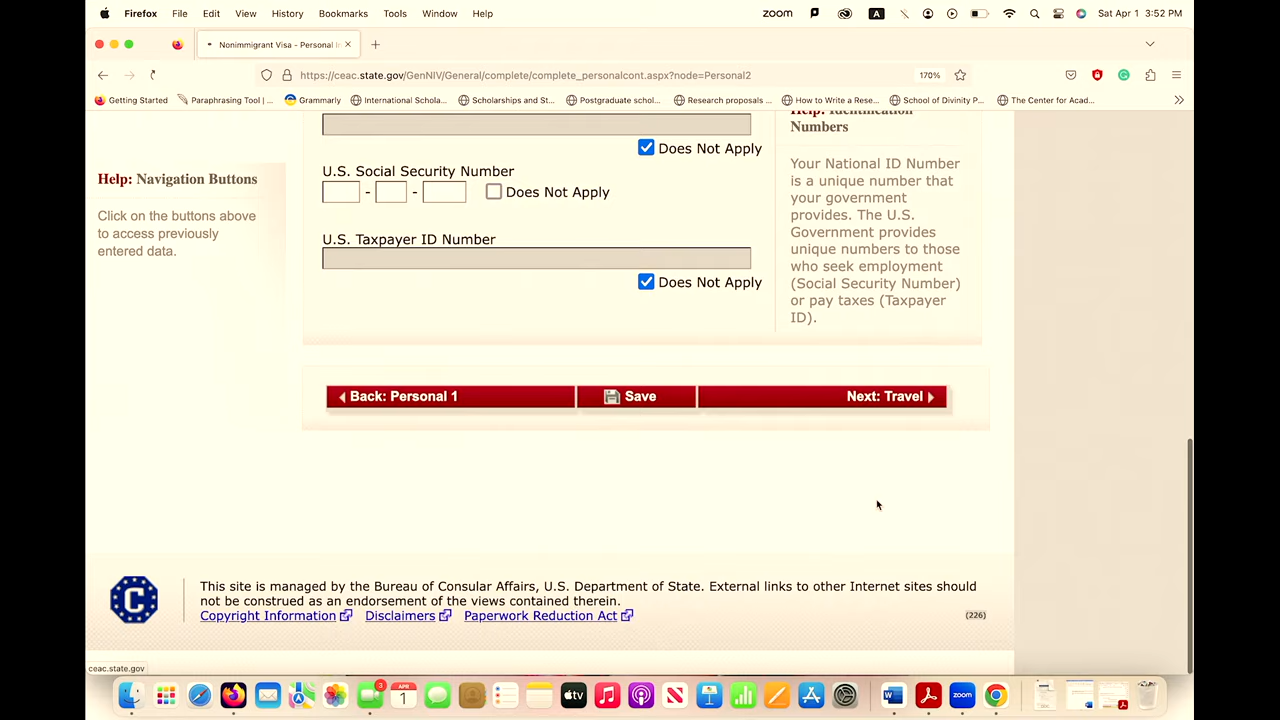 Firefox File Edit View History Bookmarks Tools Window Help zoom A Sat Apr 1 3:52 PM
Nonimmigrant Visa - Personal In
https://ceac.state.gov/GenNIV/General/complete/complete_personalcont.aspx?node=Personal2 170%
Getting Started Paraphrasing Tool |... Grammarly International Schola... Scholarships and St... Postgraduate schol... Research proposals ... How to Write a Rese... School of Divinity P... The Center for Acad...
Help: Identification
Numbers
Does Not Apply
Your National ID Number
is a unique number that
your government
provides. The U.S.
Government provides
unique numbers to those
who seek employment
(Social Security Number)
or pay taxes (Taxpayer
ID).
U.S. Social Security Number
- - Does Not Apply
U.S. Taxpayer ID Number
Does Not Apply
Help: Navigation Buttons
Click on the buttons above
to access previously
entered data.
Back: Personal 1 Save Next: Travel
C
This site is managed by the Bureau of Consular Affairs, U.S. Department of State. External links to other Internet sites should
not be construed as an endorsement of the views contained therein.
Copyright Information Disclaimers Paperwork Reduction Act (226)
ceac.state.gov
3
APR
1
tv
W
zoom